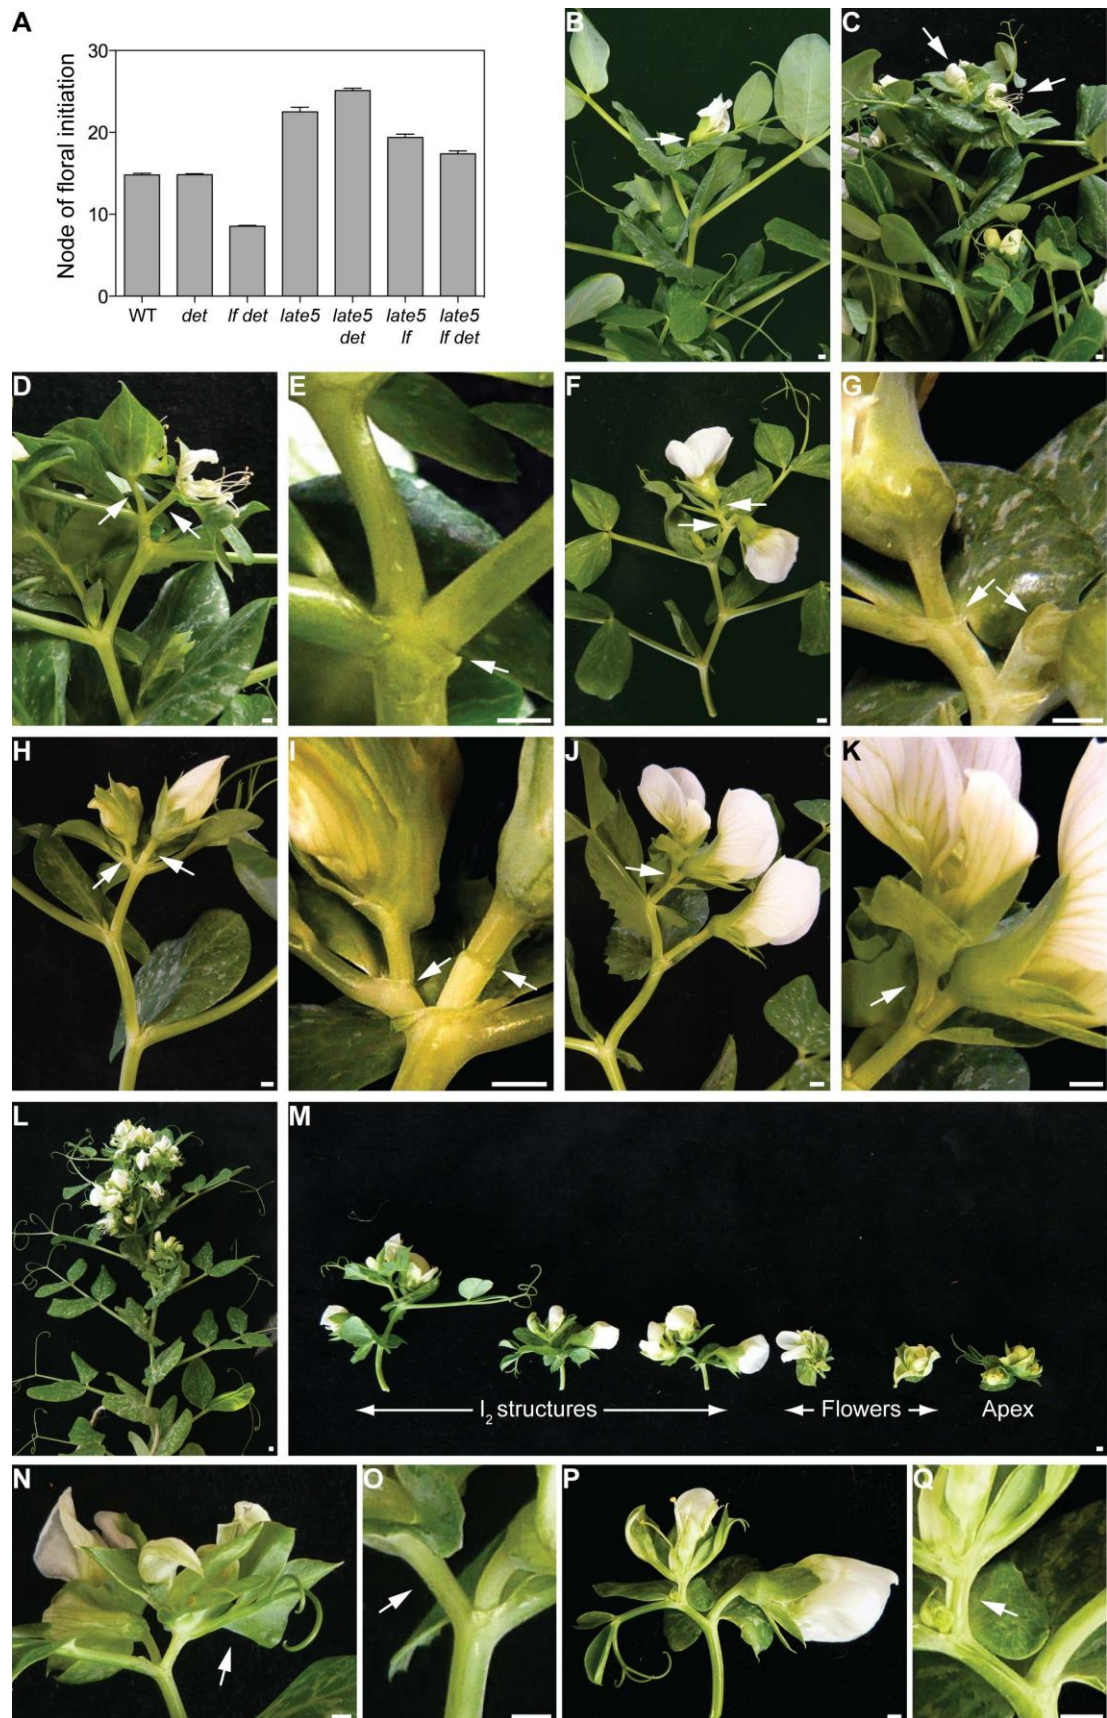 A
Node of floral initiation
30
20
10
0
WT
det
lf det
late5
late5
det
late5
lf
late5
lf det
B
C
D
E
F
G
H
I
J
K
L
M
I2 structures
Flowers
Apex
N
O
P
Q